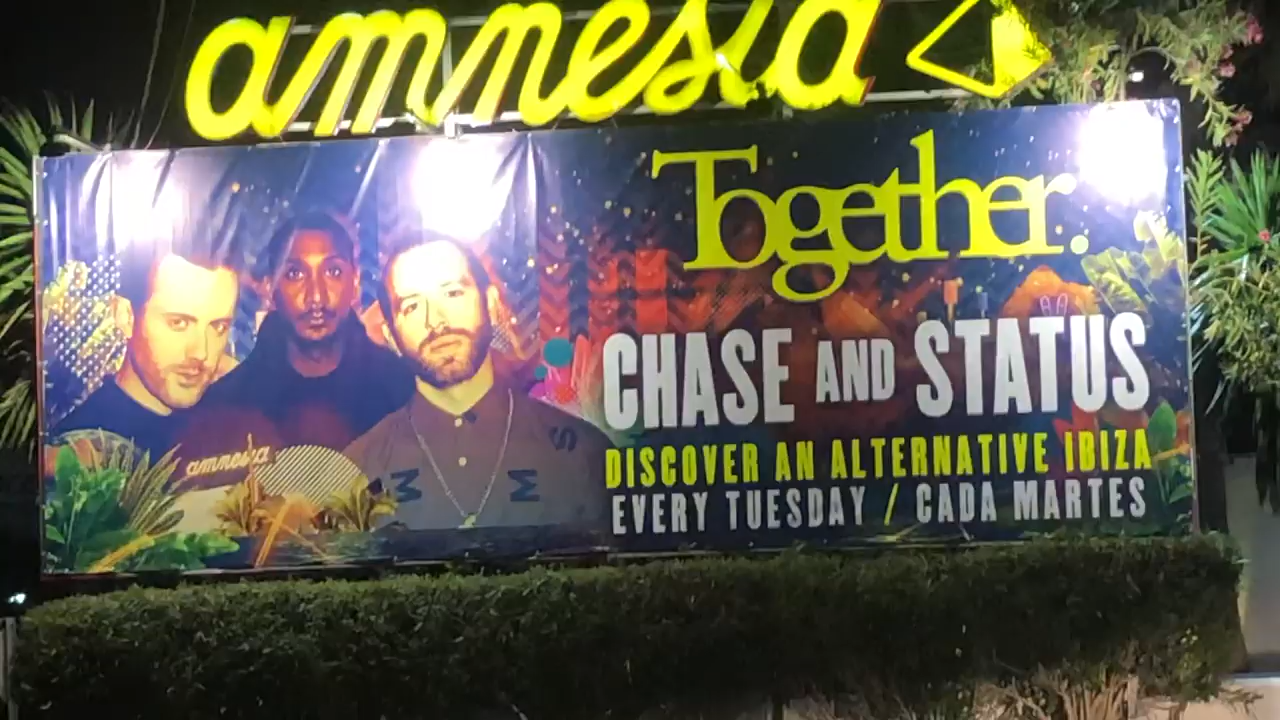 amnesia
Together.
CHASE AND STATUS
DISCOVER AN ALTERNATIVE IBIZA
EVERY TUESDAY / CADA MARTES
amnesia